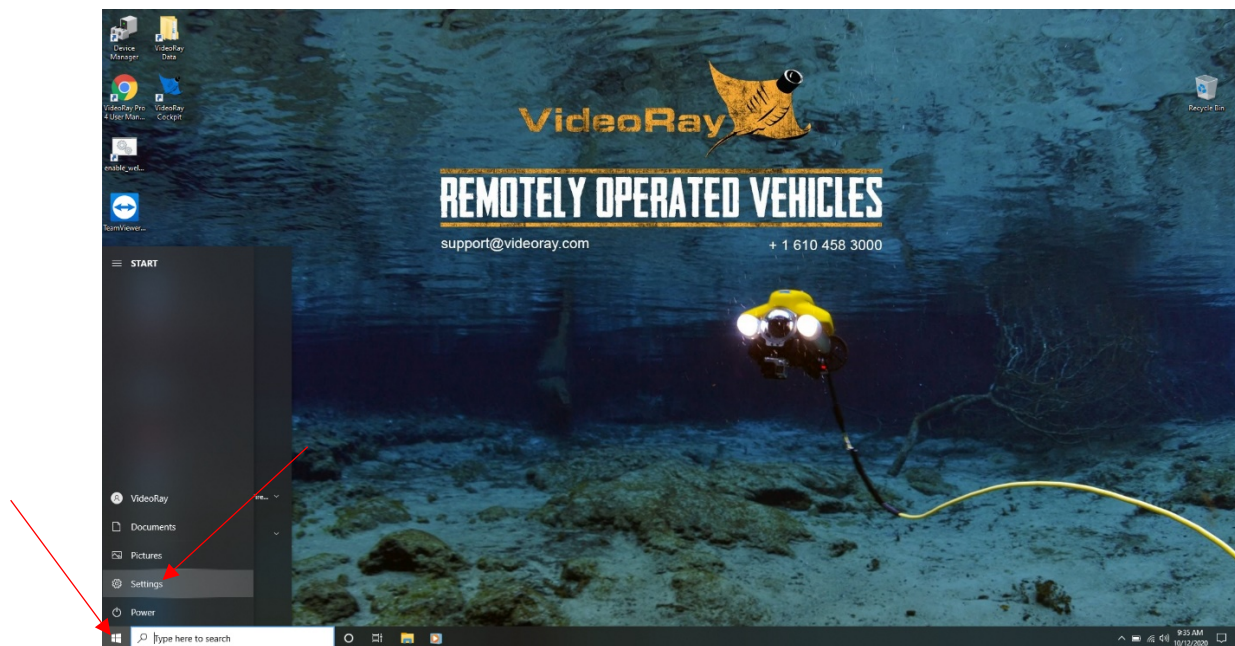 Device
Manager
VideoRay
Data
VideoRay Pro
4 User Man...
VideoRay
Cockpit
enable_wel...
TeamViewer...
Recycle Bin
VideoRay
REMOTELY OPERATED VEHICLES
support@videoray.com
+ 1 610 458 3000
START
VideoRay
ee...
Documents
Pictures
Settings
Power
Type here to search
9:35 AM
10/12/2020